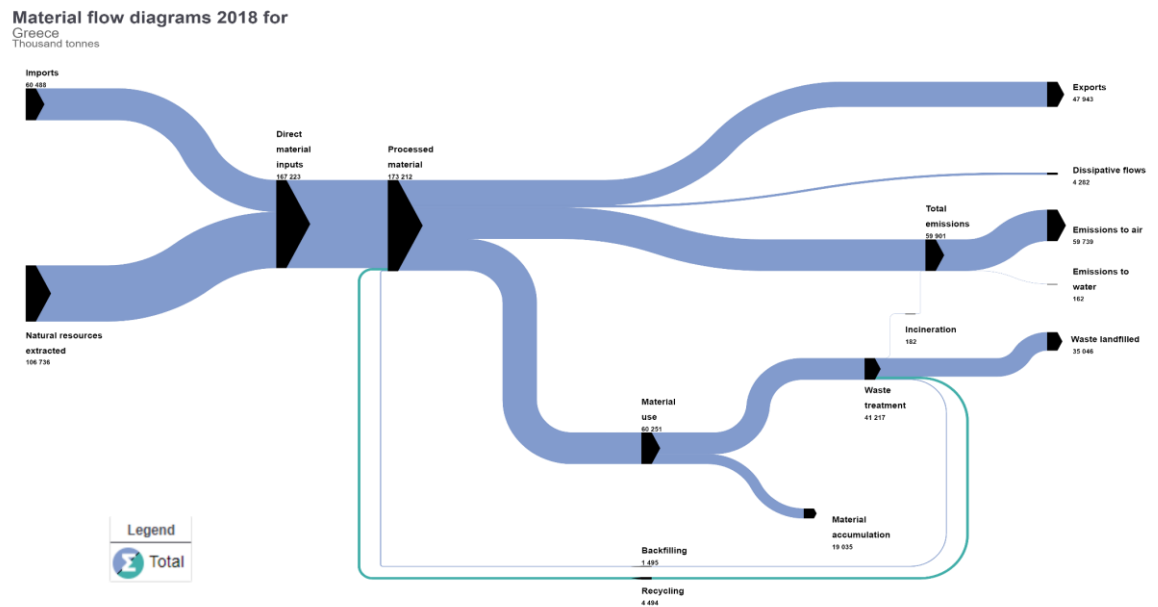 Material flow diagrams 2018 for
Greece
Thousand tonnes
Imports
60 488
Natural resources
extracted
106 736
Direct
material
inputs
167 223
Processed
material
173 212
Exports
47 943
Dissipative flows
4 282
Total
emissions
59 901
Emissions to air
59 739
Emissions to
water
162
Incineration
182
Waste landfilled
35 046
Waste
treatment
41 217
Material
use
60 251
Material
accumulation
19 035
Backfilling
1 495
Recycling
4 494
Legend
Σ Total